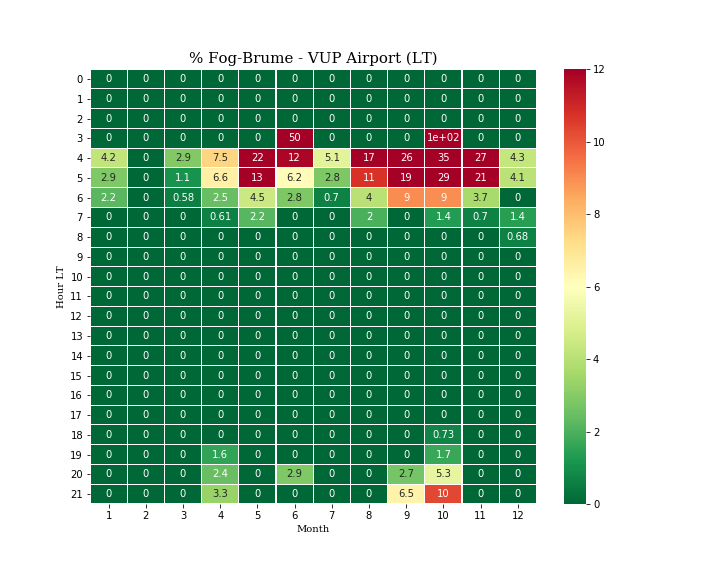 % Fog-Brume - VUP Airport (LT)
0 0 0 0 0 0 0 0 0 0 0 0 0
1 0 0 0 0 0 0 0 0 0 0 0 0
2 0 0 0 0 0 0 0 0 0 0 0 0
3 0 0 0 0 0 50 0 0 0 1e+02 0 0
4 4.2 0 2.9 7.5 22 12 5.1 17 26 35 27 4.3
5 2.9 0 1.1 6.6 13 6.2 2.8 11 19 29 21 4.1
6 2.2 0 0.58 2.5 4.5 2.8 0.7 4 9 9 3.7 0
7 0 0 0 0.61 2.2 0 0 2 0 1.4 0.7 1.4
8 0 0 0 0 0 0 0 0 0 0 0 0.68
9 0 0 0 0 0 0 0 0 0 0 0 0
10 0 0 0 0 0 0 0 0 0 0 0 0
11 0 0 0 0 0 0 0 0 0 0 0 0
12 0 0 0 0 0 0 0 0 0 0 0 0
13 0 0 0 0 0 0 0 0 0 0 0 0
14 0 0 0 0 0 0 0 0 0 0 0 0
15 0 0 0 0 0 0 0 0 0 0 0 0
16 0 0 0 0 0 0 0 0 0 0 0 0
17 0 0 0 0 0 0 0 0 0 0 0 0
18 0 0 0 0 0 0 0 0 0 0.73 0 0
19 0 0 0 1.6 0 0 0 0 0 1.7 0 0
20 0 0 0 2.4 0 2.9 0 0 2.7 5.3 0 0
21 0 0 0 3.3 0 0 0 0 6.5 10 0 0
1 2 3 4 5 6 7 8 9 10 11 12
Month
Hour LT
12
10
8
6
4
2
0